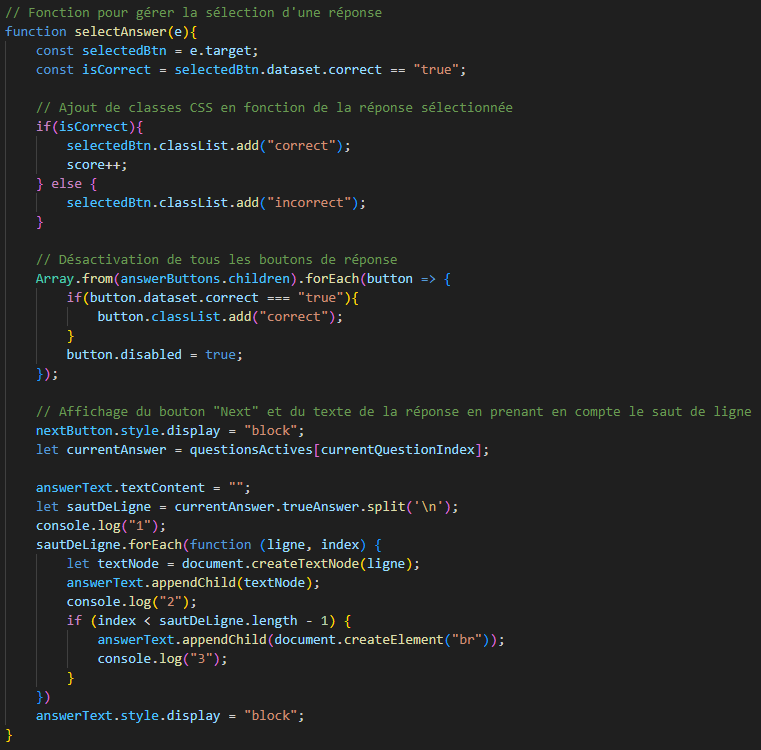 // Fonction pour gérer la sélection d'une réponse
function selectAnswer(e){
    const selectedBtn = e.target;
    const isCorrect = selectedBtn.dataset.correct == "true";

    // Ajout de classes CSS en fonction de la réponse sélectionnée
    if(isCorrect){
        selectedBtn.classList.add("correct");
        score++;
    } else {
        selectedBtn.classList.add("incorrect");
    }

    // Désactivation de tous les boutons de réponse
    Array.from(answerButtons.children).forEach(button => {
        if(button.dataset.correct === "true"){
            button.classList.add("correct");
        }
        button.disabled = true;
    });

    // Affichage du bouton "Next" et du texte de la réponse en prenant en compte le saut de ligne
    nextButton.style.display = "block";
    let currentAnswer = questionsActives[currentQuestionIndex];

    answerText.textContent = "";
    let sautDeLigne = currentAnswer.trueAnswer.split('\n');
    console.log("1");
    sautDeLigne.forEach(function (ligne, index) {
        let textNode = document.createTextNode(ligne);
        answerText.appendChild(textNode);
        console.log("2");
        if (index < sautDeLigne.length - 1) {
            answerText.appendChild(document.createElement("br"));
            console.log("3");
        }
    })
    answerText.style.display = "block";
}